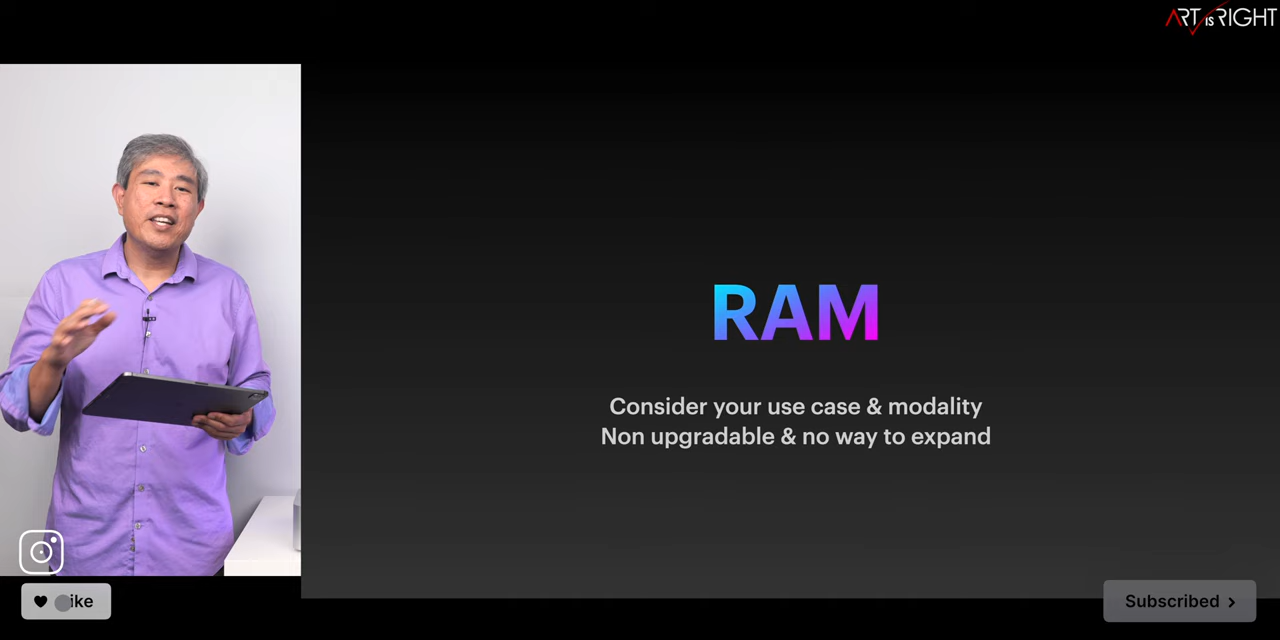 ART IS RIGHT
RAM
Consider your use case & modality
Non upgradable & no way to expand
Subscribed